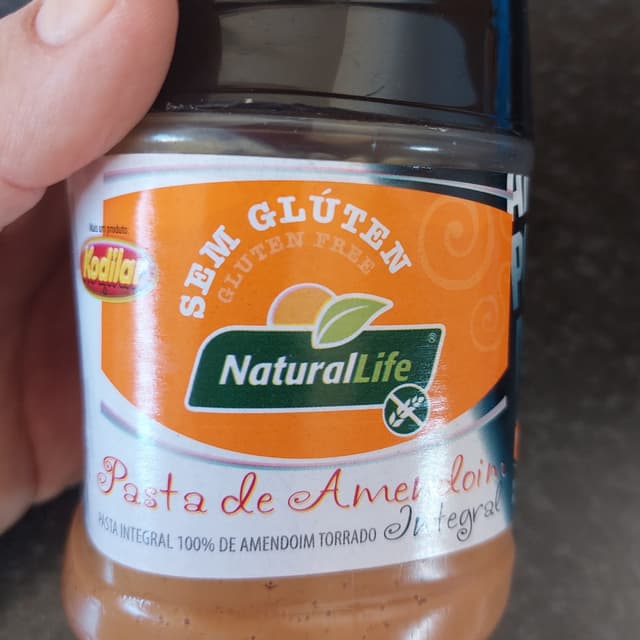 SEM GLÚTEN
GLUTEN FREE
Mais um produto:
Kodilar
NaturalLife
®
Pasta de Amendoim
Integral
PASTA INTEGRAL 100% DE AMENDOIM TORRADO